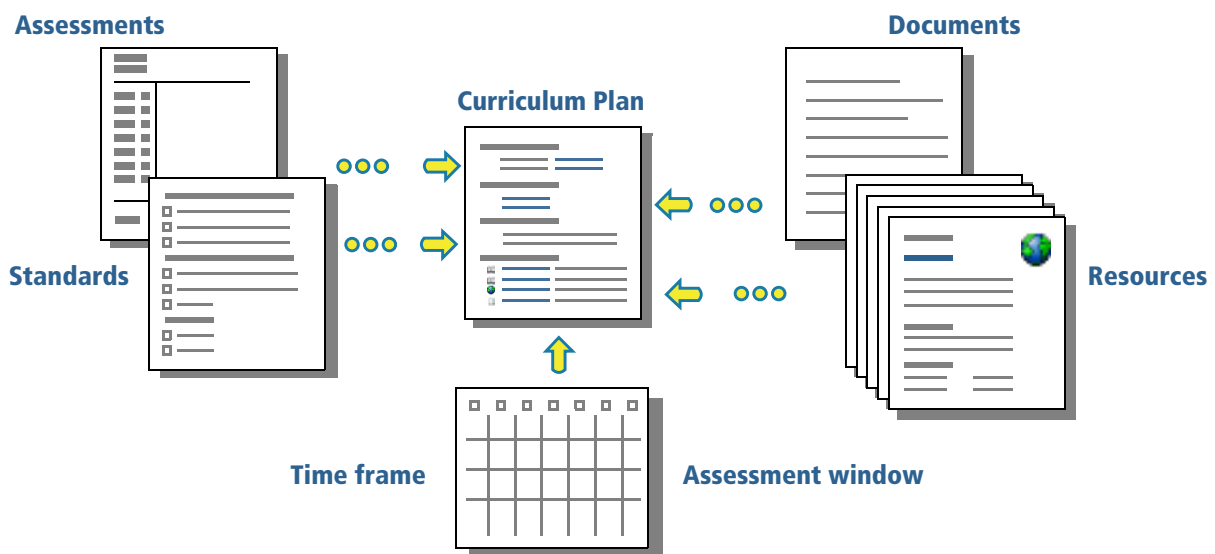 Assessments
Documents
Curriculum Plan
Standards
Resources
Time frame
Assessment window